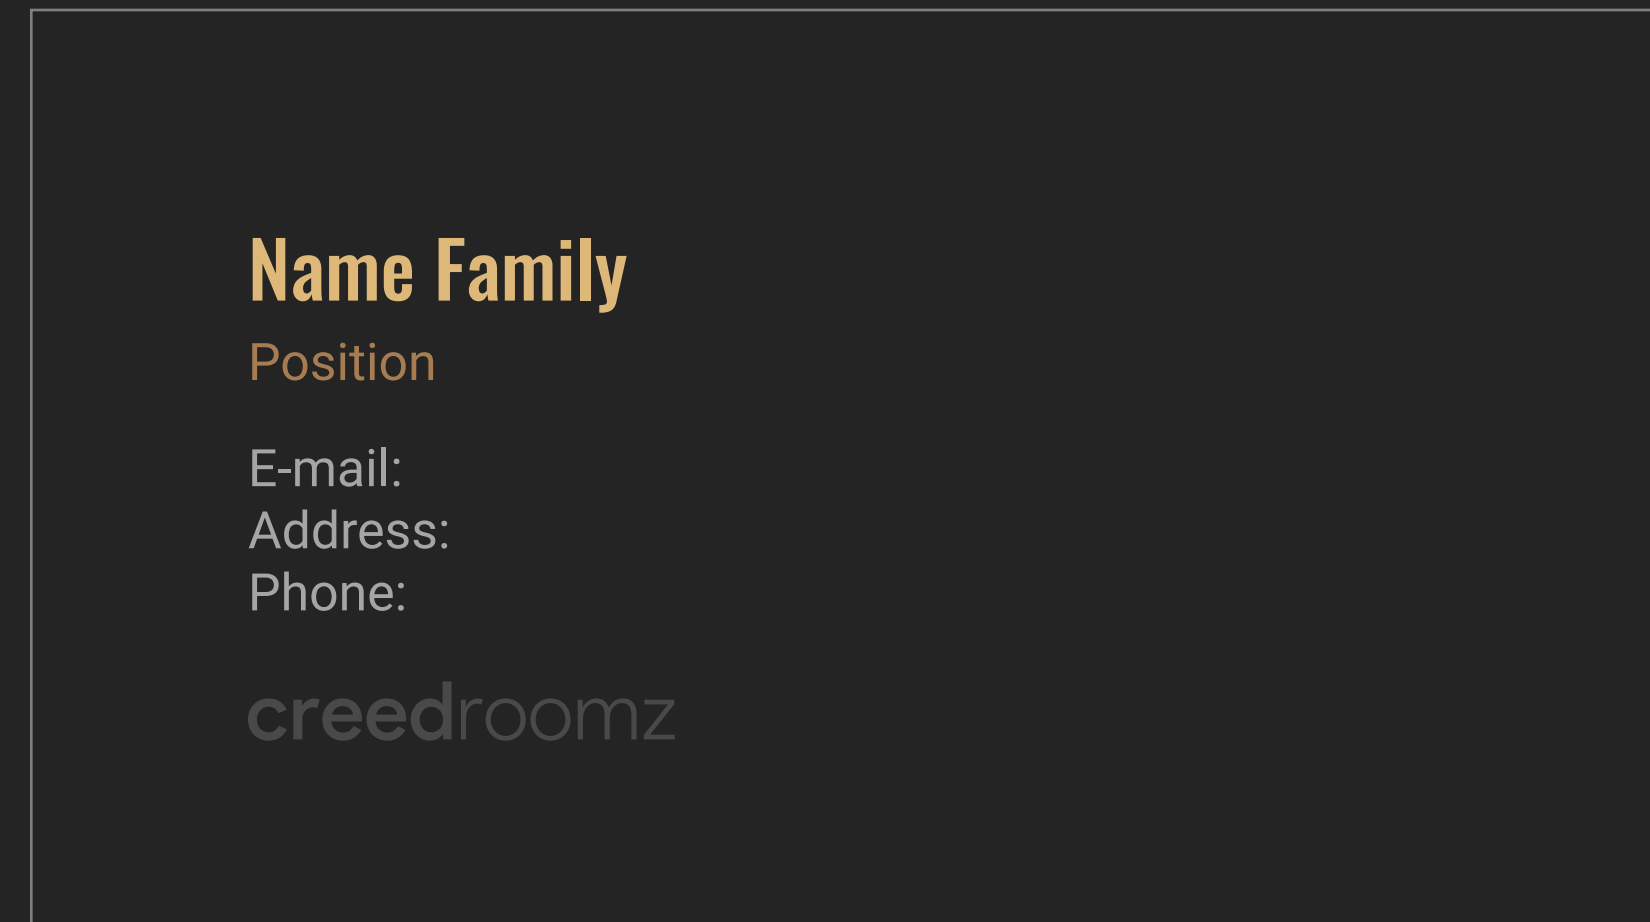 Name Family
Position
E-mail:
Address:
Phone:
creedroomz